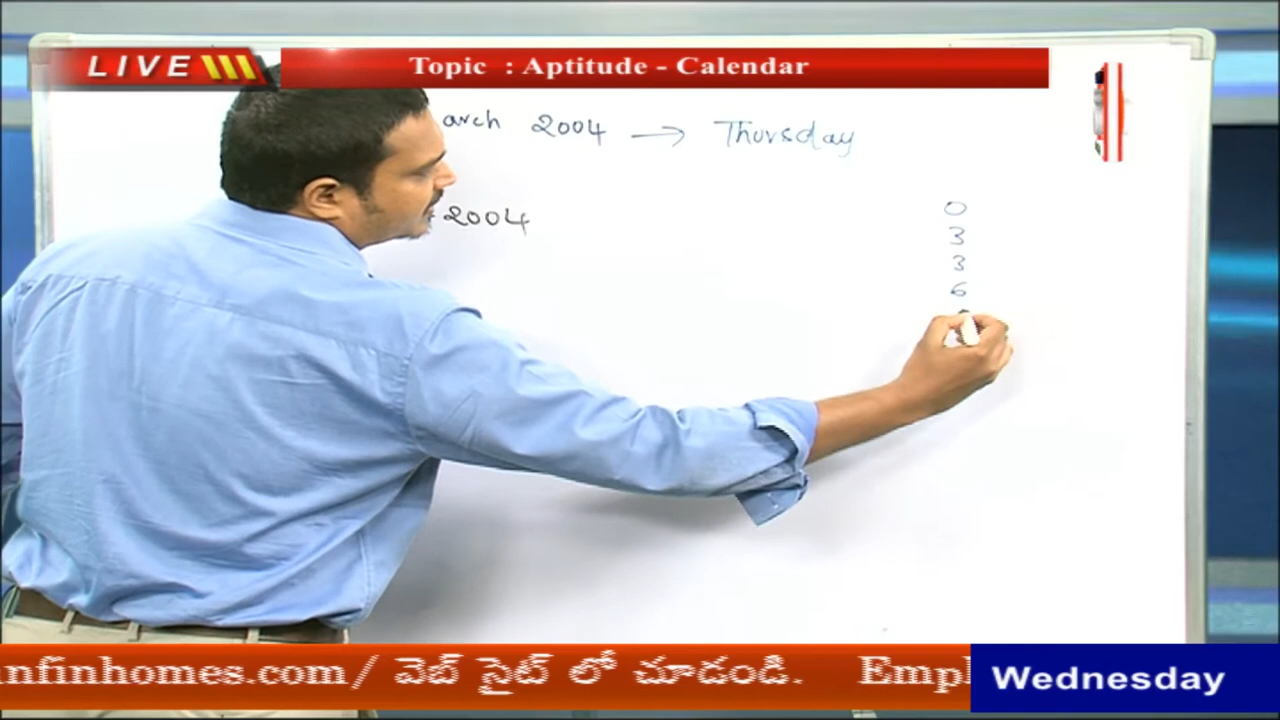 LIVE
Topic : Aptitude - Calendar
arch 2004 → Thursday
2004
0
3
3
6
nfinhomes.com/ వెబ్ సైట్ లో చూడండి. Empl
Wednesday